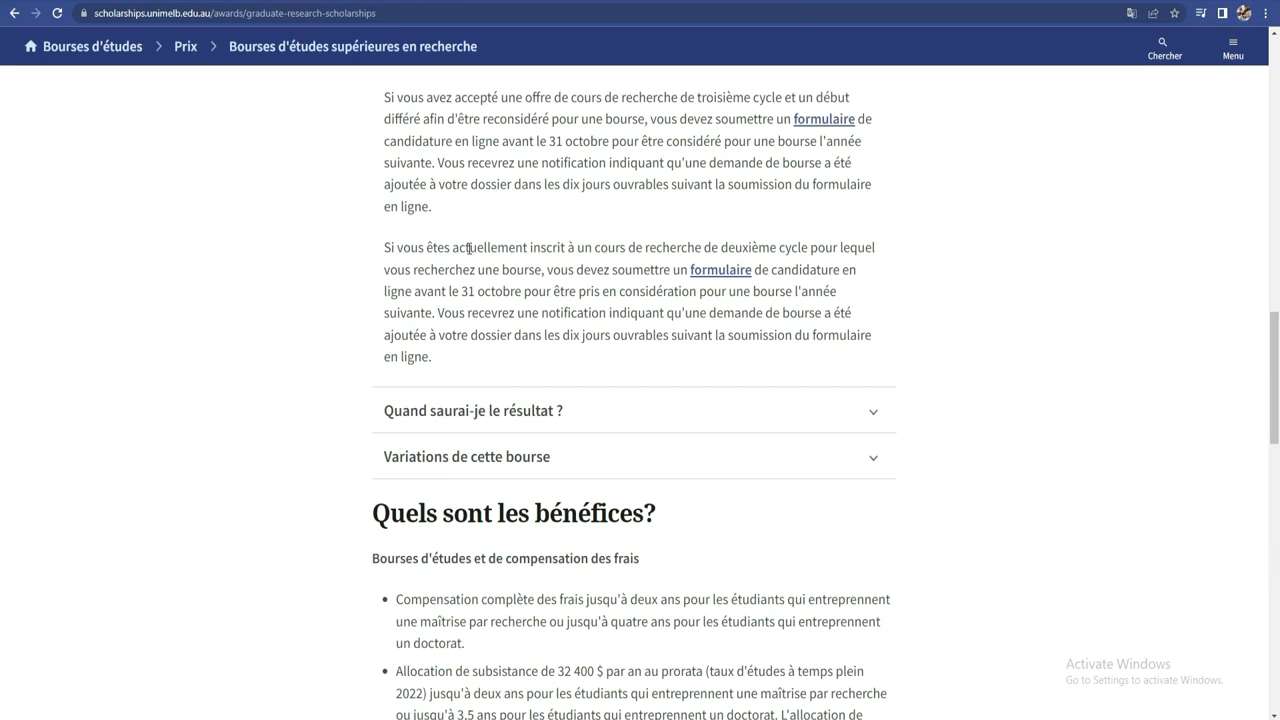 scholarships.unimelb.edu.au/awards/graduate-research-scholarships
Bourses d'études
Prix
Bourses d'études supérieures en recherche
Chercher
Menu
Si vous avez accepté une offre de cours de recherche de troisième cycle et un début
différé afin d'être reconsidéré pour une bourse, vous devez soumettre un formulaire de
candidature en ligne avant le 31 octobre pour être considéré pour une bourse l'année
suivante. Vous recevrez une notification indiquant qu'une demande de bourse a été
ajoutée à votre dossier dans les dix jours ouvrables suivant la soumission du formulaire
en ligne.
Si vous êtes actuellement inscrit à un cours de recherche de deuxième cycle pour lequel
vous recherchez une bourse, vous devez soumettre un formulaire de candidature en
ligne avant le 31 octobre pour être pris en considération pour une bourse l'année
suivante. Vous recevrez une notification indiquant qu'une demande de bourse a été
ajoutée à votre dossier dans les dix jours ouvrables suivant la soumission du formulaire
en ligne.
Quand saurai-je le résultat ?
Variations de cette bourse
Quels sont les bénéfices?
Bourses d'études et de compensation des frais
Compensation complète des frais jusqu'à deux ans pour les étudiants qui entreprennent
une maîtrise par recherche ou jusqu'à quatre ans pour les étudiants qui entreprennent
un doctorat.
Allocation de subsistance de 32 400 $ par an au prorata (taux d'études à temps plein
2022) jusqu'à deux ans pour les étudiants qui entreprennent une maîtrise par recherche
ou jusqu'à 3,5 ans pour les étudiants qui entreprennent un doctorat. L'allocation de
Activate Windows
Go to Settings to activate Windows.